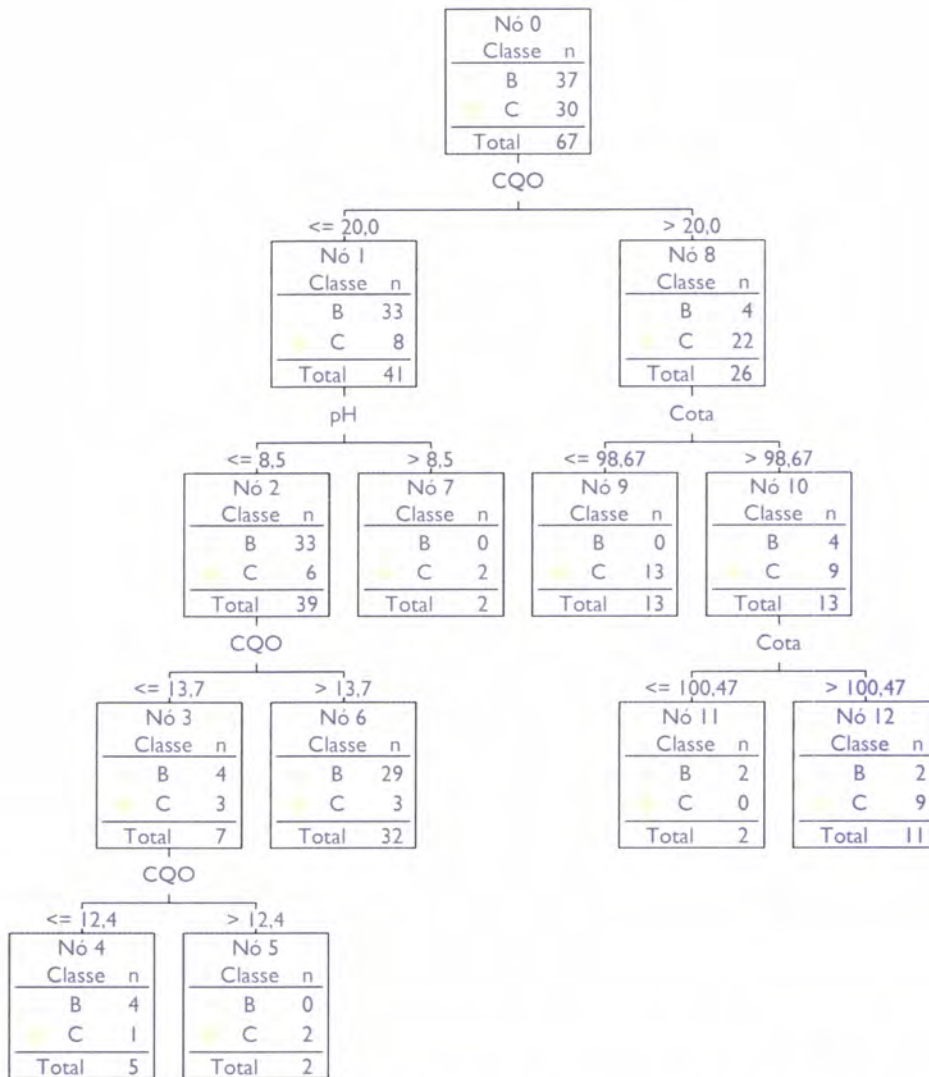 Nó 0
Classe n
B 37
C 30
Total 67
CQO
<= 20,0 > 20,0
Nó 1
Classe n
B 33
C 8
Total 41
Nó 8
Classe n
B 4
C 22
Total 26
pH
Cota
<= 8,5 > 8,5
<= 98,67 > 98,67
Nó 2
Classe n
B 33
C 6
Total 39
Nó 7
Classe n
B 0
C 2
Total 2
Nó 9
Classe n
B 0
C 13
Total 13
Nó 10
Classe n
B 4
C 9
Total 13
CQO
Cota
<= 13,7 > 13,7
<= 100,47 > 100,47
Nó 3
Classe n
B 4
C 3
Total 7
Nó 6
Classe n
B 29
C 3
Total 32
Nó 11
Classe n
B 2
C 0
Total 2
Nó 12
Classe n
B 2
C 9
Total 11
CQO
<= 12,4 > 12,4
Nó 4
Classe n
B 4
C 1
Total 5
Nó 5
Classe n
B 0
C 2
Total 2